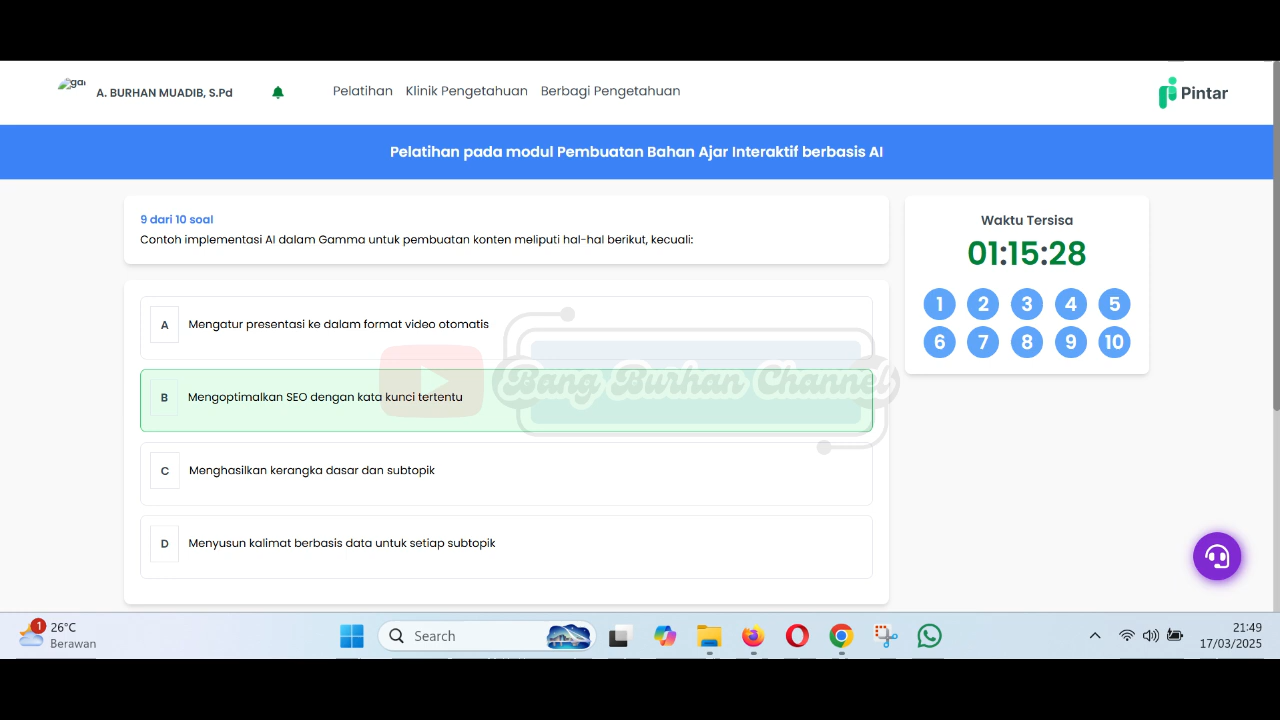 gar
A. BURHAN MUADIB, S.Pd
Pelatihan
Klinik Pengetahuan
Berbagi Pengetahuan
Pintar
Pelatihan pada modul Pembuatan Bahan Ajar Interaktif berbasis AI
9 dari 10 soal
Contoh implementasi AI dalam Gamma untuk pembuatan konten meliputi hal-hal berikut, kecuali:
A Mengatur presentasi ke dalam format video otomatis
B Mengoptimalkan SEO dengan kata kunci tertentu
C Menghasilkan kerangka dasar dan subtopik
D Menyusun kalimat berbasis data untuk setiap subtopik
Bang Burhan Channel
Waktu Tersisa
01:15:28
1 2 3 4 5
6 7 8 9 10
1
26°C
Berawan
Search
21:49
17/03/2025